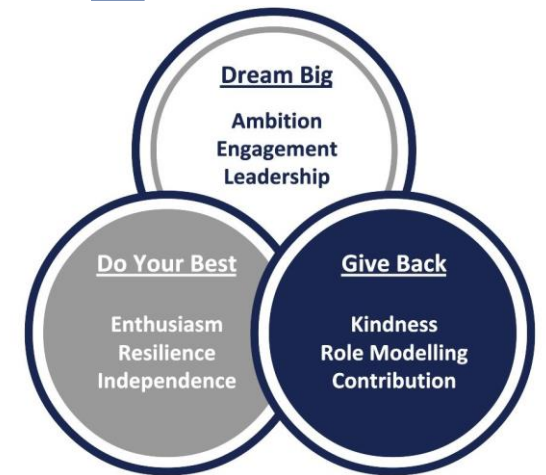 Dream Big
Ambition
Engagement
Leadership
Do Your Best
Enthusiasm
Resilience
Independence
Give Back
Kindness
Role Modelling
Contribution